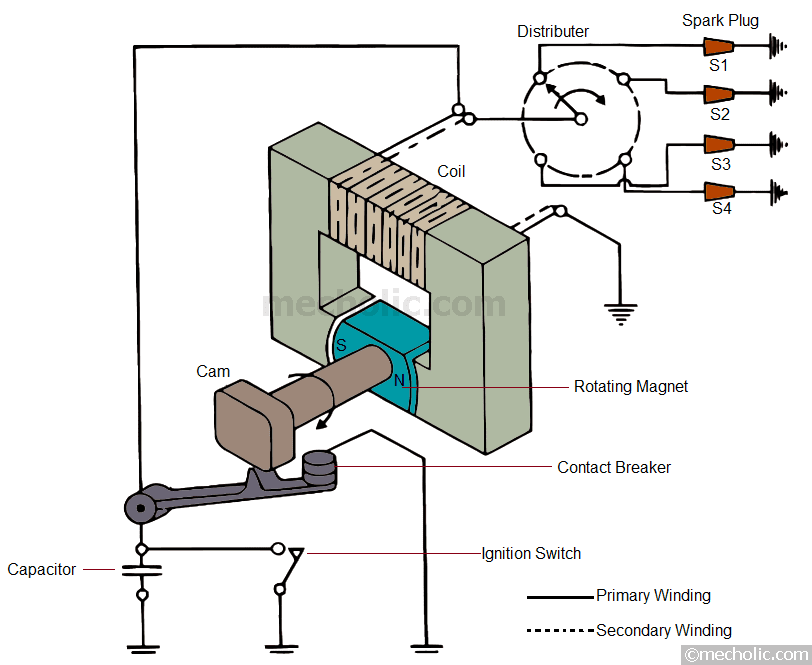 Spark Plug
Distributer
S1
S2
S3
S4
Coil
mecholic.com
S
N
Cam
Rotating Magnet
Contact Breaker
Ignition Switch
Capacitor
Primary Winding
Secondary Winding
©mecholic.com